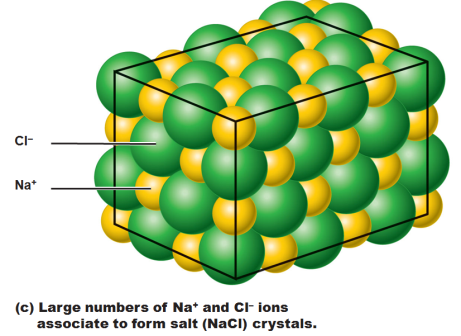 Cl⁻
Na⁺
(c) Large numbers of Na⁺ and Cl⁻ ions
associate to form salt (NaCl) crystals.